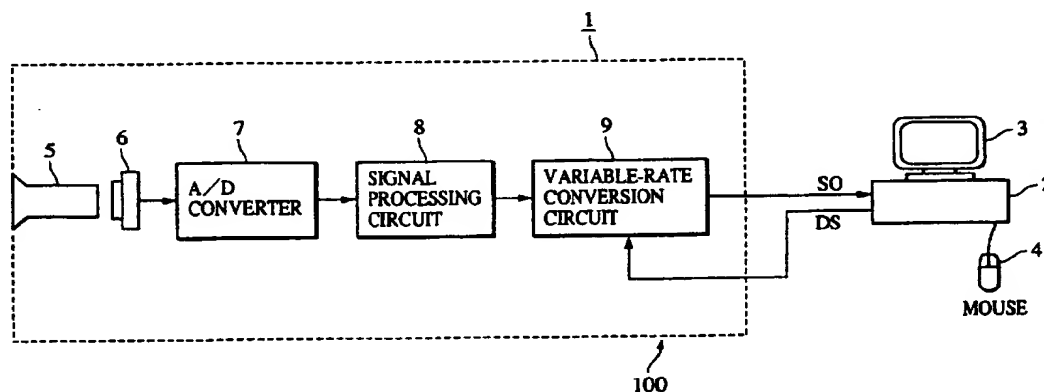 1
5
6
7
8
9
3
2
4
A/D
CONVERTER
SIGNAL
PROCESSING
CIRCUIT
VARIABLE-RATE
CONVERSION
CIRCUIT
SO
DS
MOUSE
100